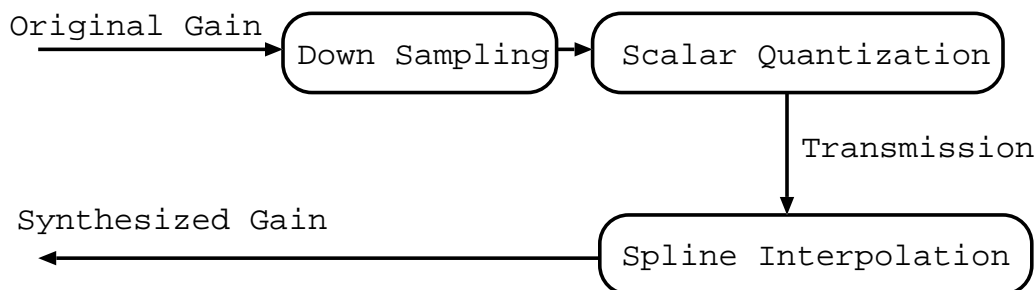 Original Gain
Down Sampling
Scalar Quantization
Transmission
Synthesized Gain
Spline Interpolation